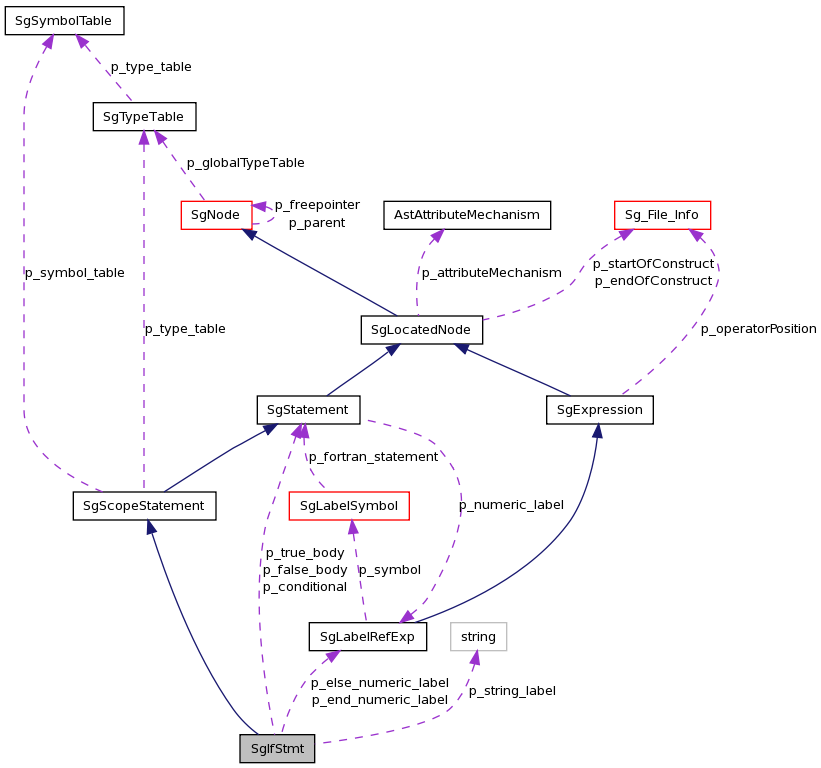 SgSymbolTable
p_type_table
SgTypeTable
p_globalTypeTable
SgNode
p_freepointer
p_parent
AstAttributeMechanism
Sg_File_Info
p_symbol_table
p_attributeMechanism
p_startOfConstruct
p_endOfConstruct
p_type_table
SgLocatedNode
p_operatorPosition
SgStatement
SgExpression
p_fortran_statement
SgScopeStatement
SgLabelSymbol
p_numeric_label
p_true_body
p_false_body
p_conditional
p_symbol
SgLabelRefExp
string
p_else_numeric_label
p_end_numeric_label
p_string_label
SgIfStmt